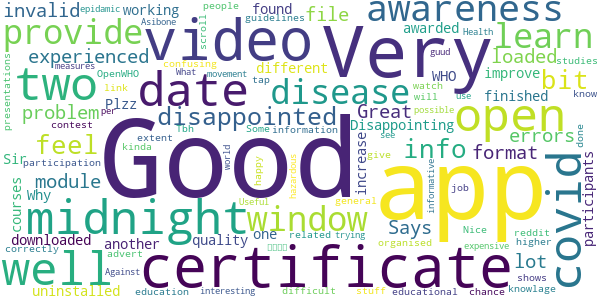 invalid working found file awareness
epidamic people guidelines Asibone scroll
provide video Very awarded learn
experienced OpenWHO confusing different loaded
What movement guud Health studies
measures tap WHO improve bit
two date disease watch will
presentations link Plzz finished know
problem disappointed Great open
contest per Disappointing use possible errors
Sir extent Tbh Some information see done
feel Good info format
participation kinda increase give app covid
module world happy hazardous informative job
courses Why midnight window Says general Nice reddit
participants
downloaded another quality one related trying organised lot higher
well certificate shows expensive knowlage
correctly advert Useful
uninstalled Against education interesting difficult stuff educational chance